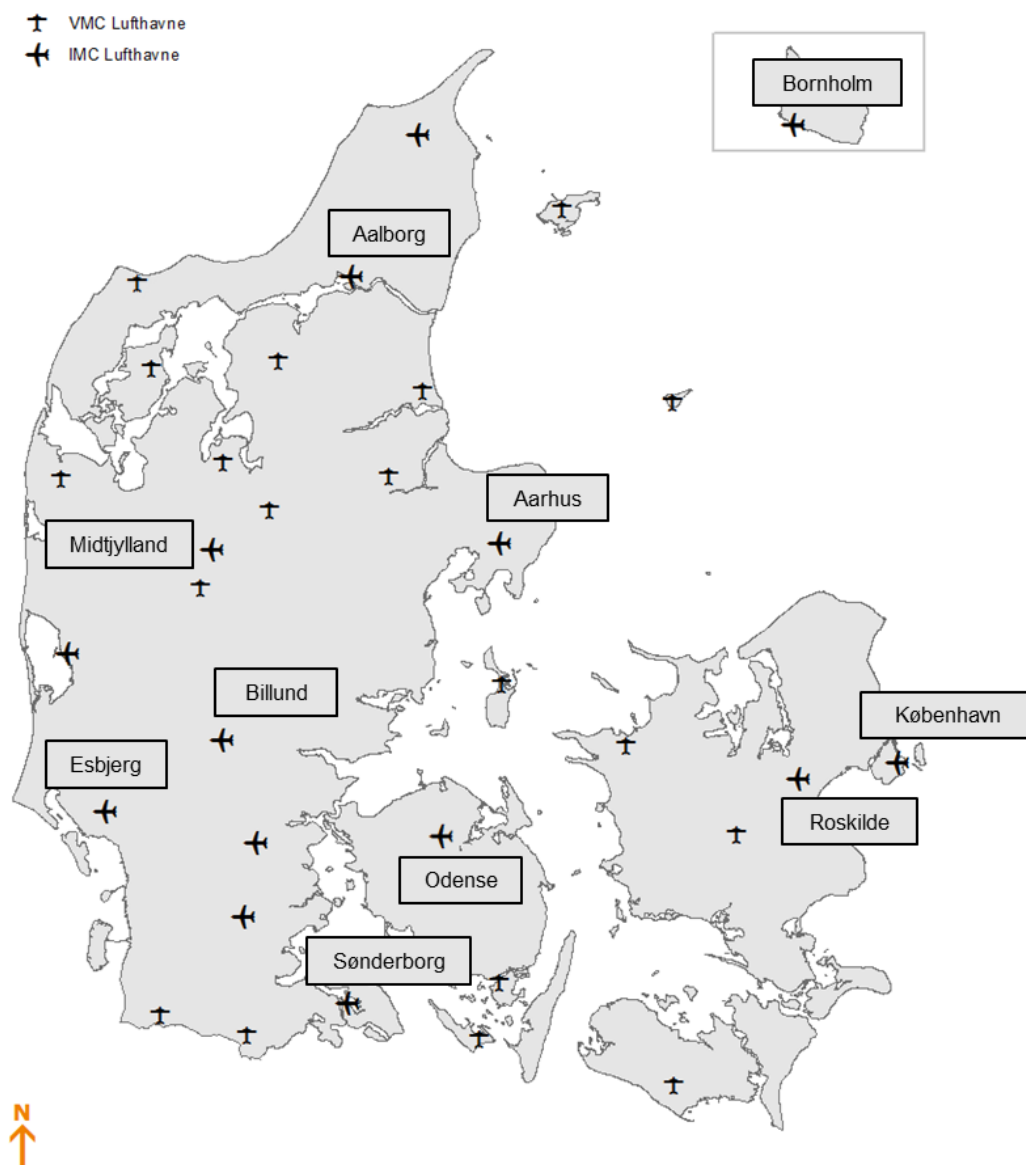 VMC Lufthavne
IMC Lufthavne
Bornholm
Aalborg
Aarhus
Midtjylland
Billund
København
Esbjerg
Roskilde
Odense
Sønderborg
N